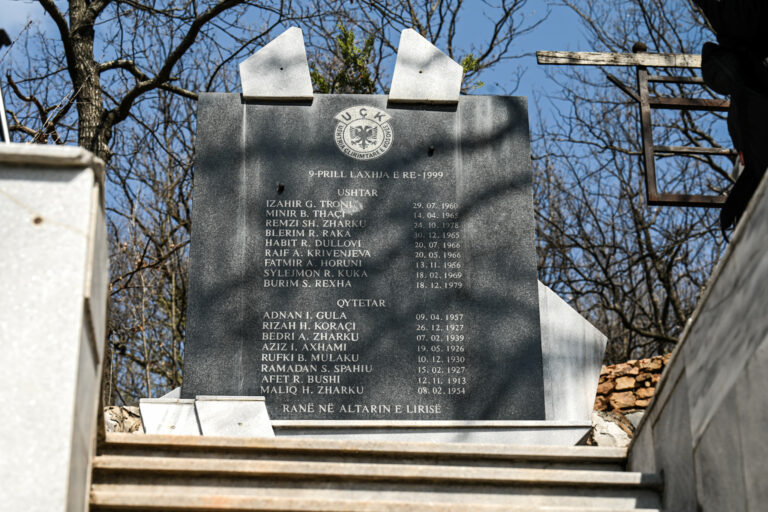 UÇK
USHTRIA ÇLIRIMTARE E KOSOVËS
9-PRILL LAXHJA E RE-1999
USHTAR
IZAHIR G. TRONI 29. 07. 1960
MINIR B. THAÇI 14. 04. 1965
REMZI SH. ZHARKU 24. 10. 1978
BLERIM R. RAKA 30. 12. 1965
HABIT R. DULLOVI 20. 07. 1966
RAIF A. KRIVENJEVA 20. 05. 1966
FATMIR A. HORUNI 13. 11. 1956
SYLEJMON R. KUKA 18. 02. 1969
BURIM S. REXHA 18. 12. 1979
QYTETAR
ADNAN I. GULA 09. 04. 1957
RIZAH H. KORAÇI 26. 12. 1927
BEDRI A. ZHARKU 07. 02. 1939
AZIZ I. AXHAMI 19. 05. 1926
RUFKI B. MULAKU 10. 12. 1930
RAMADAN S. SPAHIU 15. 02. 1927
AFET R. BUSHI 12. 11. 1913
MALIQ H. ZHARKU 08. 02. 1954
RANË NË ALTARIN E LIRISË